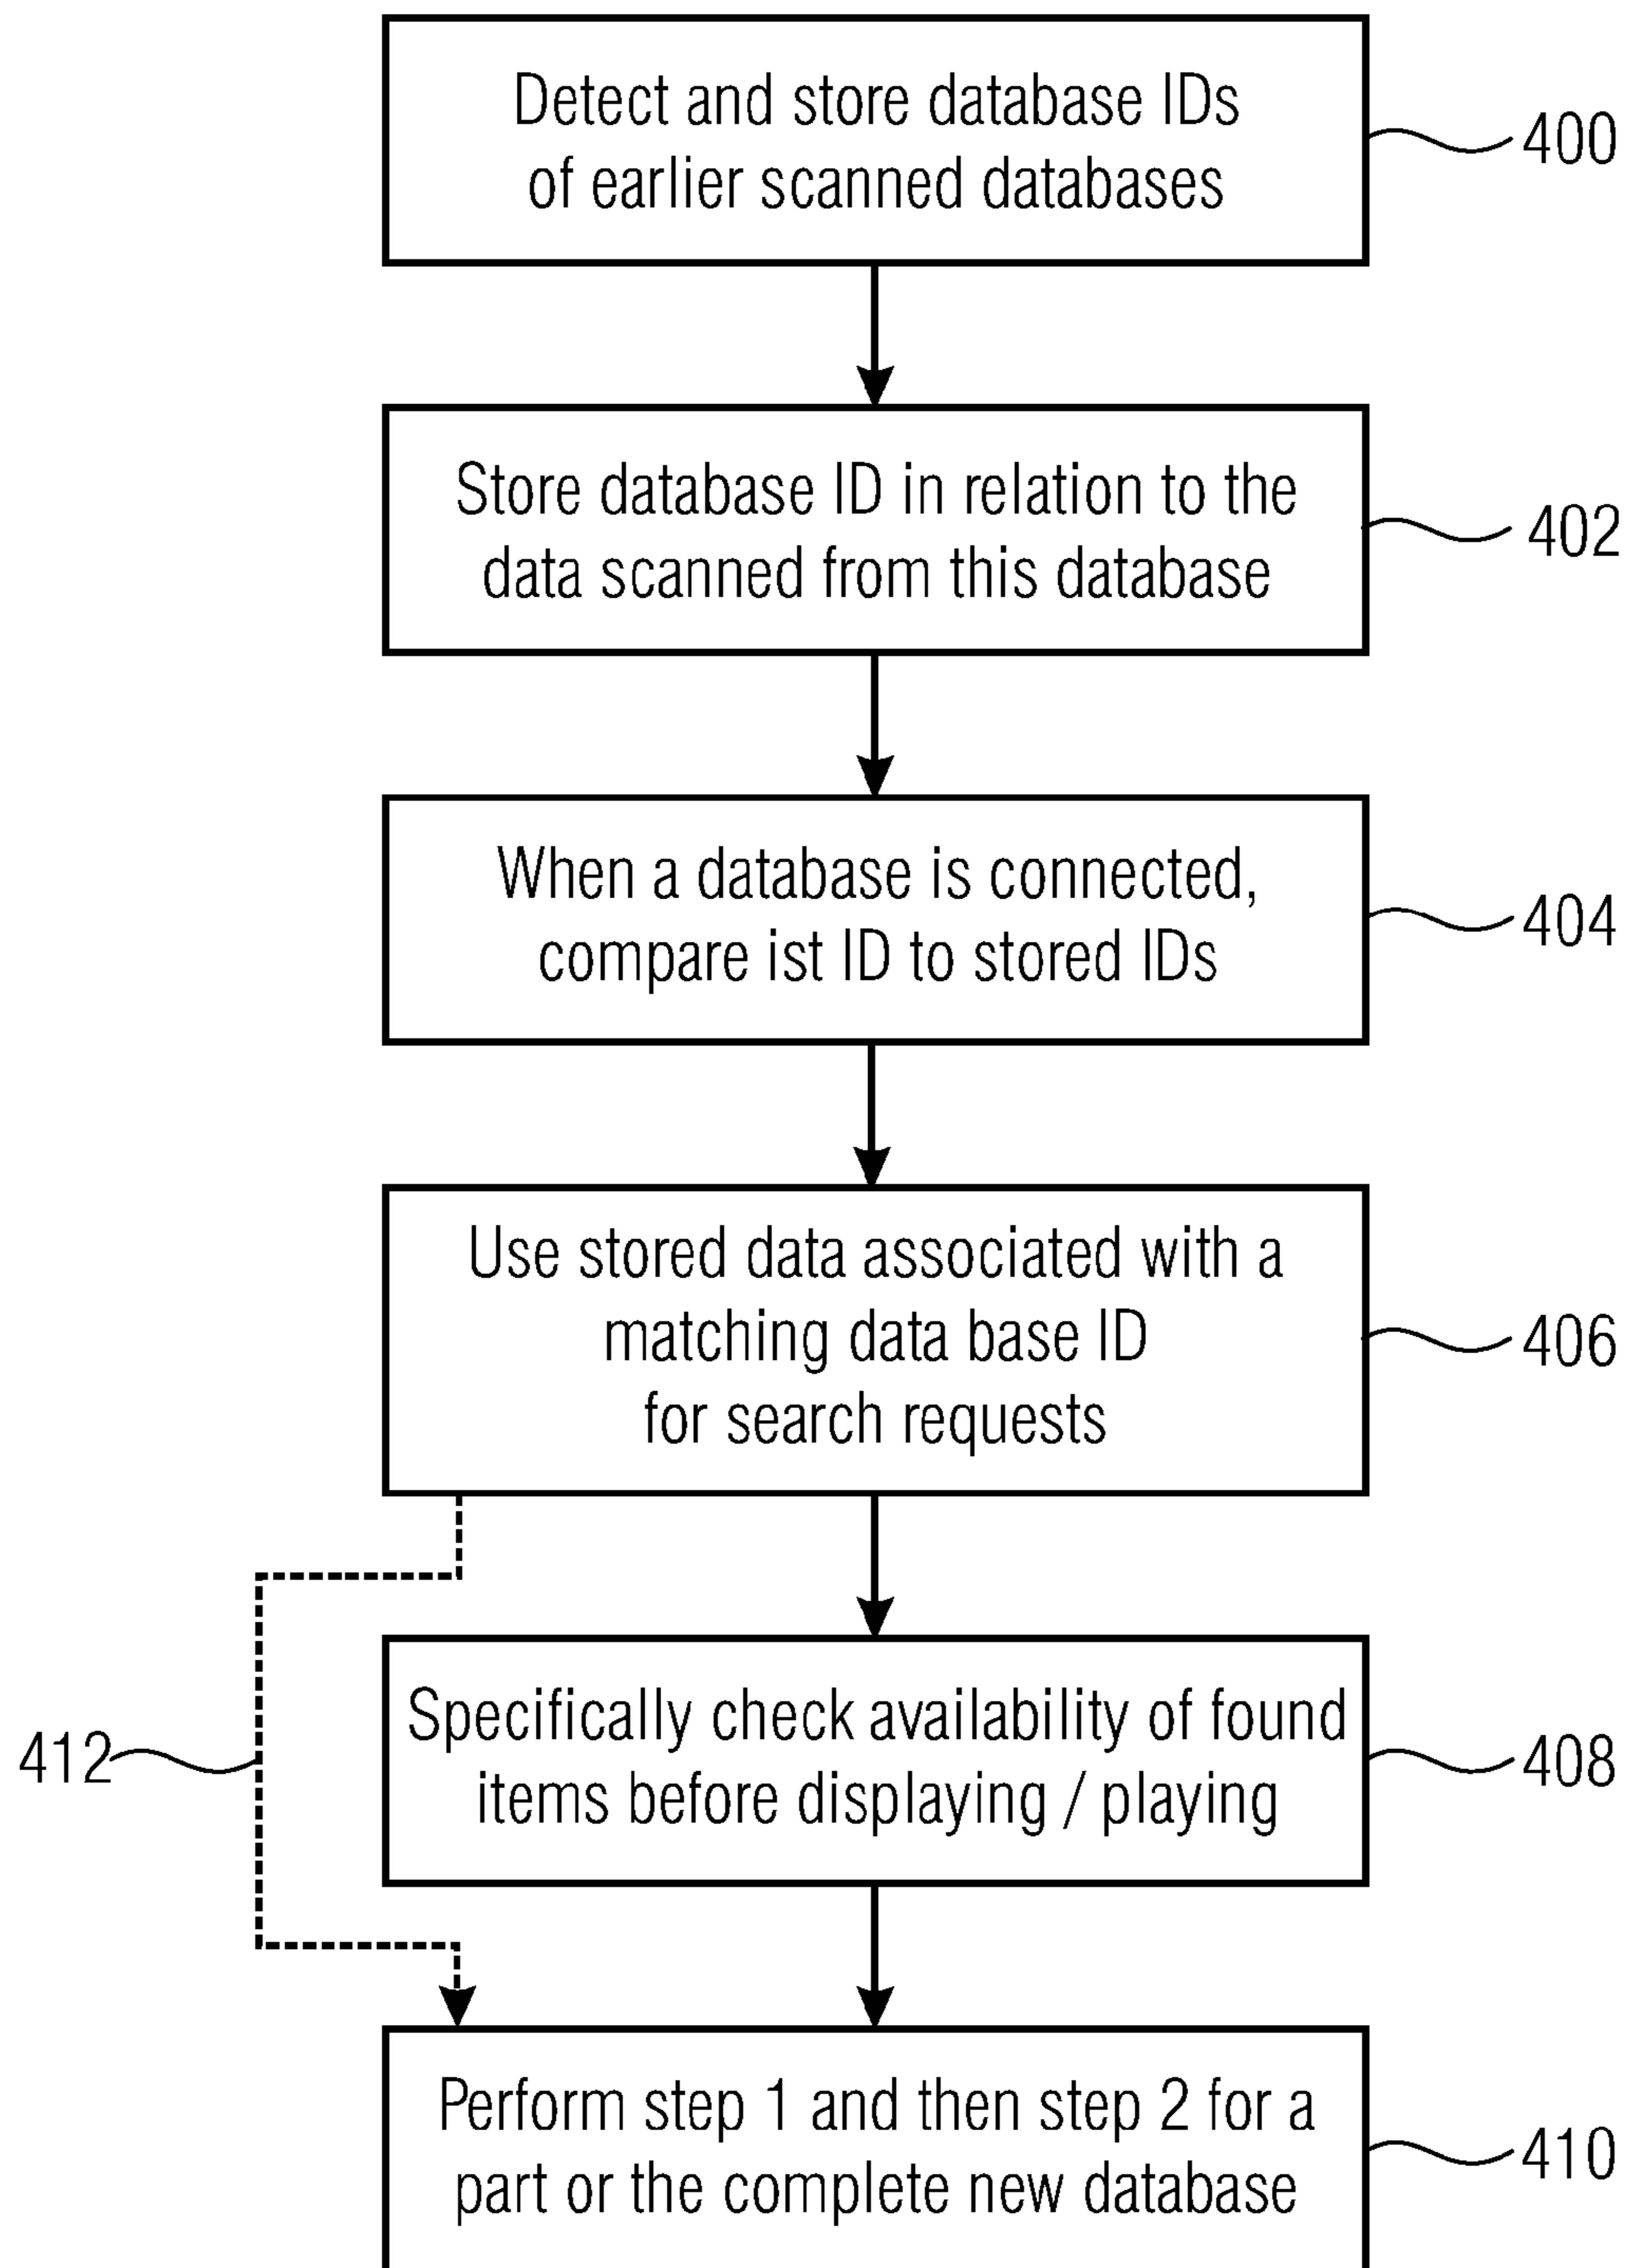 Detect and store database IDs
of earlier scanned databases
400
Store database ID in relation to the
data scanned from this database
402
When a database is connected,
compare ist ID to stored IDs
404
Use stored data associated with a
matching data base ID
for search requests
406
Specifically check availability of found
items before displaying / playing
408
412
Perform step 1 and then step 2 for a
part or the complete new database
410